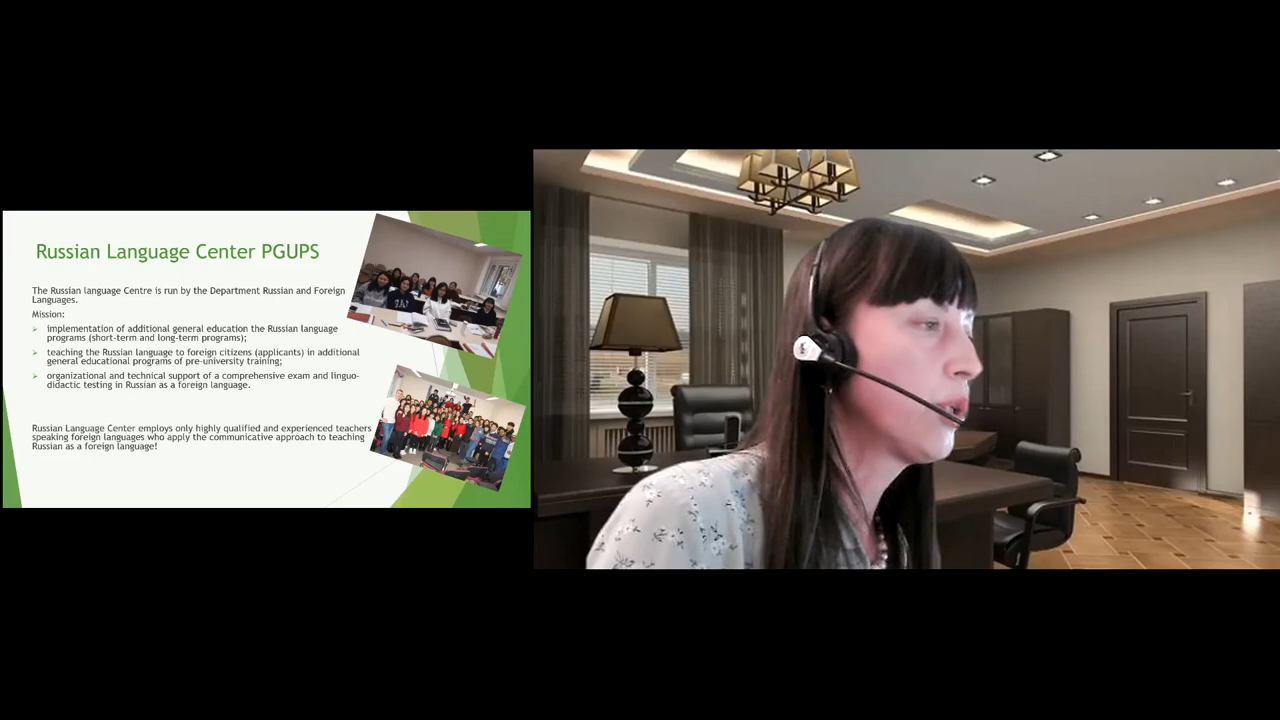 Russian Language Center PGUPS
The Russian language Centre is run by the Department Russian and Foreign
Languages.
Mission:
implementation of additional general education the Russian language
programs (short-term and long-term programs);
teaching the Russian language to foreign citizens (applicants) in additional
general educational programs of pre-university training;
organizational and technical support of a comprehensive exam and linguo-
didactic testing in Russian as a foreign language.
Russian Language Center employs only highly qualified and experienced teachers
speaking foreign languages who apply the communicative approach to teaching
Russian as a foreign language!